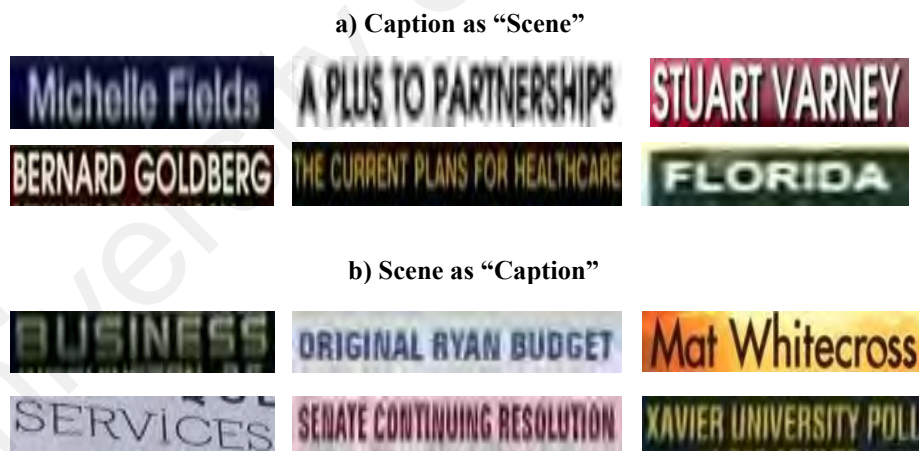 a) Caption as “Scene”
Michelle Fields
A PLUS TO PARTNERSHIPS
STUART VARNEY
BERNARD GOLDBERG
THE CURRENT PLANS FOR HEALTHCARE
FLORIDA
b) Scene as “Caption”
BUSINESS
ORIGINAL RYAN BUDGET
Mat Whitecross
SERViCES
SENATE CONTINUING RESOLUTION
XAVIER UNIVERSITY POLL